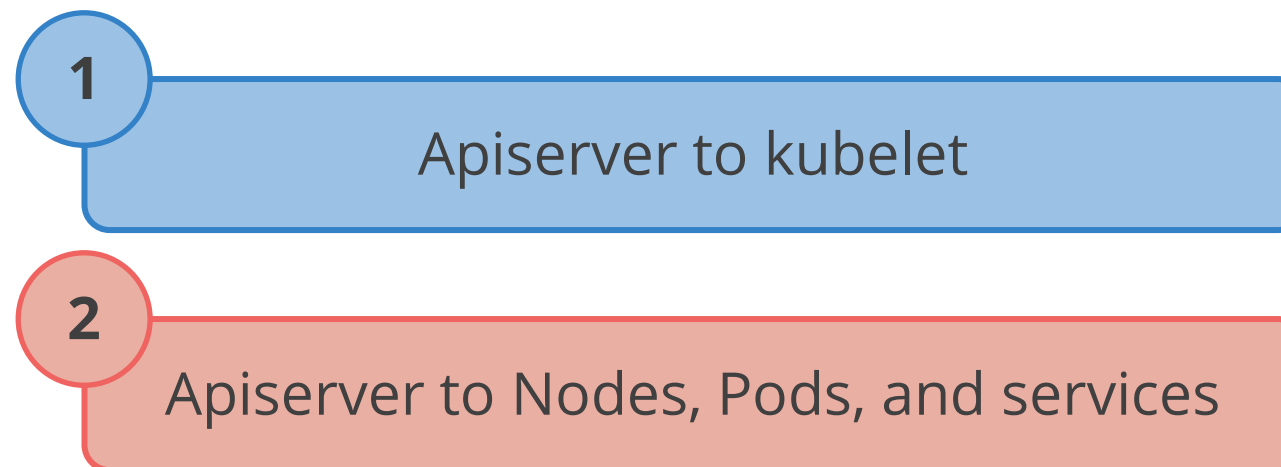 1
Apiserver to kubelet
2
Apiserver to Nodes, Pods, and services